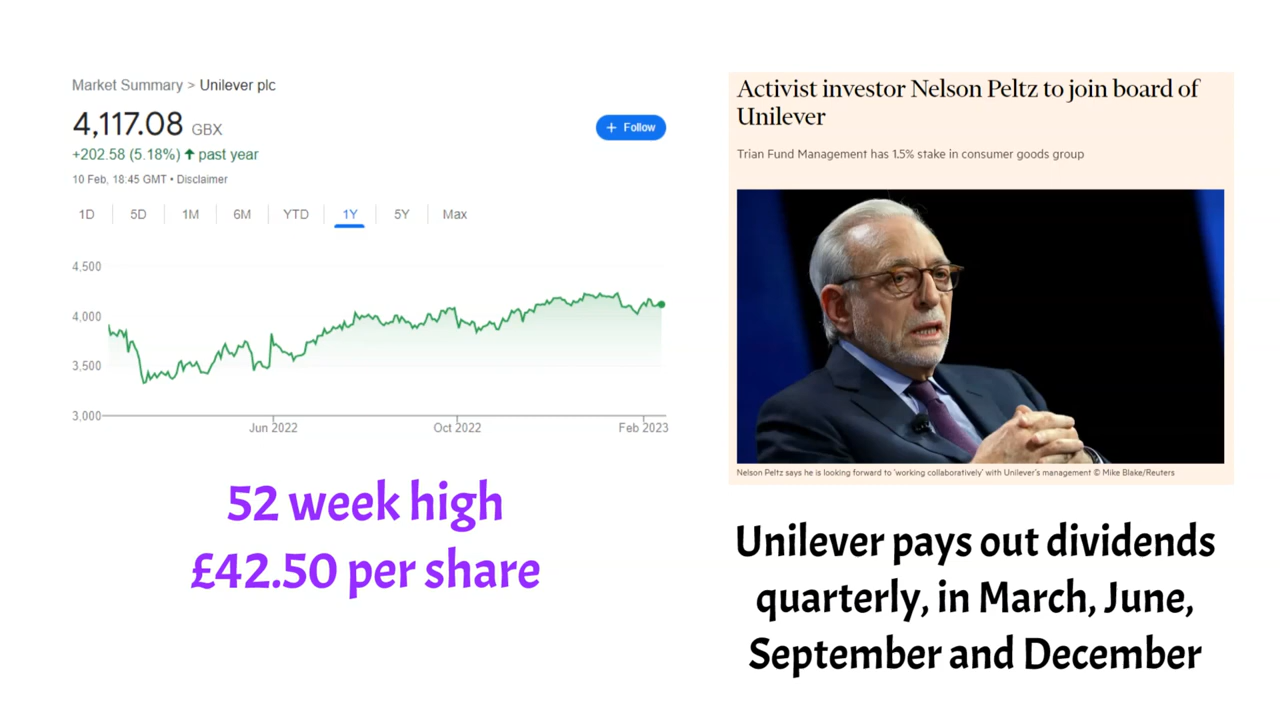 Market Summary > Unilever plc
4,117.08 GBX
+ Follow
+202.58 (5.18%) ↑ past year
10 Feb, 18:45 GMT • Disclaimer
1D 5D 1M 6M YTD 1Y 5Y Max
4,500
4,000
3,500
3,000
Jun 2022 Oct 2022 Feb 2023
52 week high
£42.50 per share
Activist investor Nelson Peltz to join board of
Unilever
Trian Fund Management has 1.5% stake in consumer goods group
Nelson Peltz says he is looking forward to 'working collaboratively' with Unilever's management © Mike Blake/Reuters
Unilever pays out dividends
quarterly, in March, June,
September and December